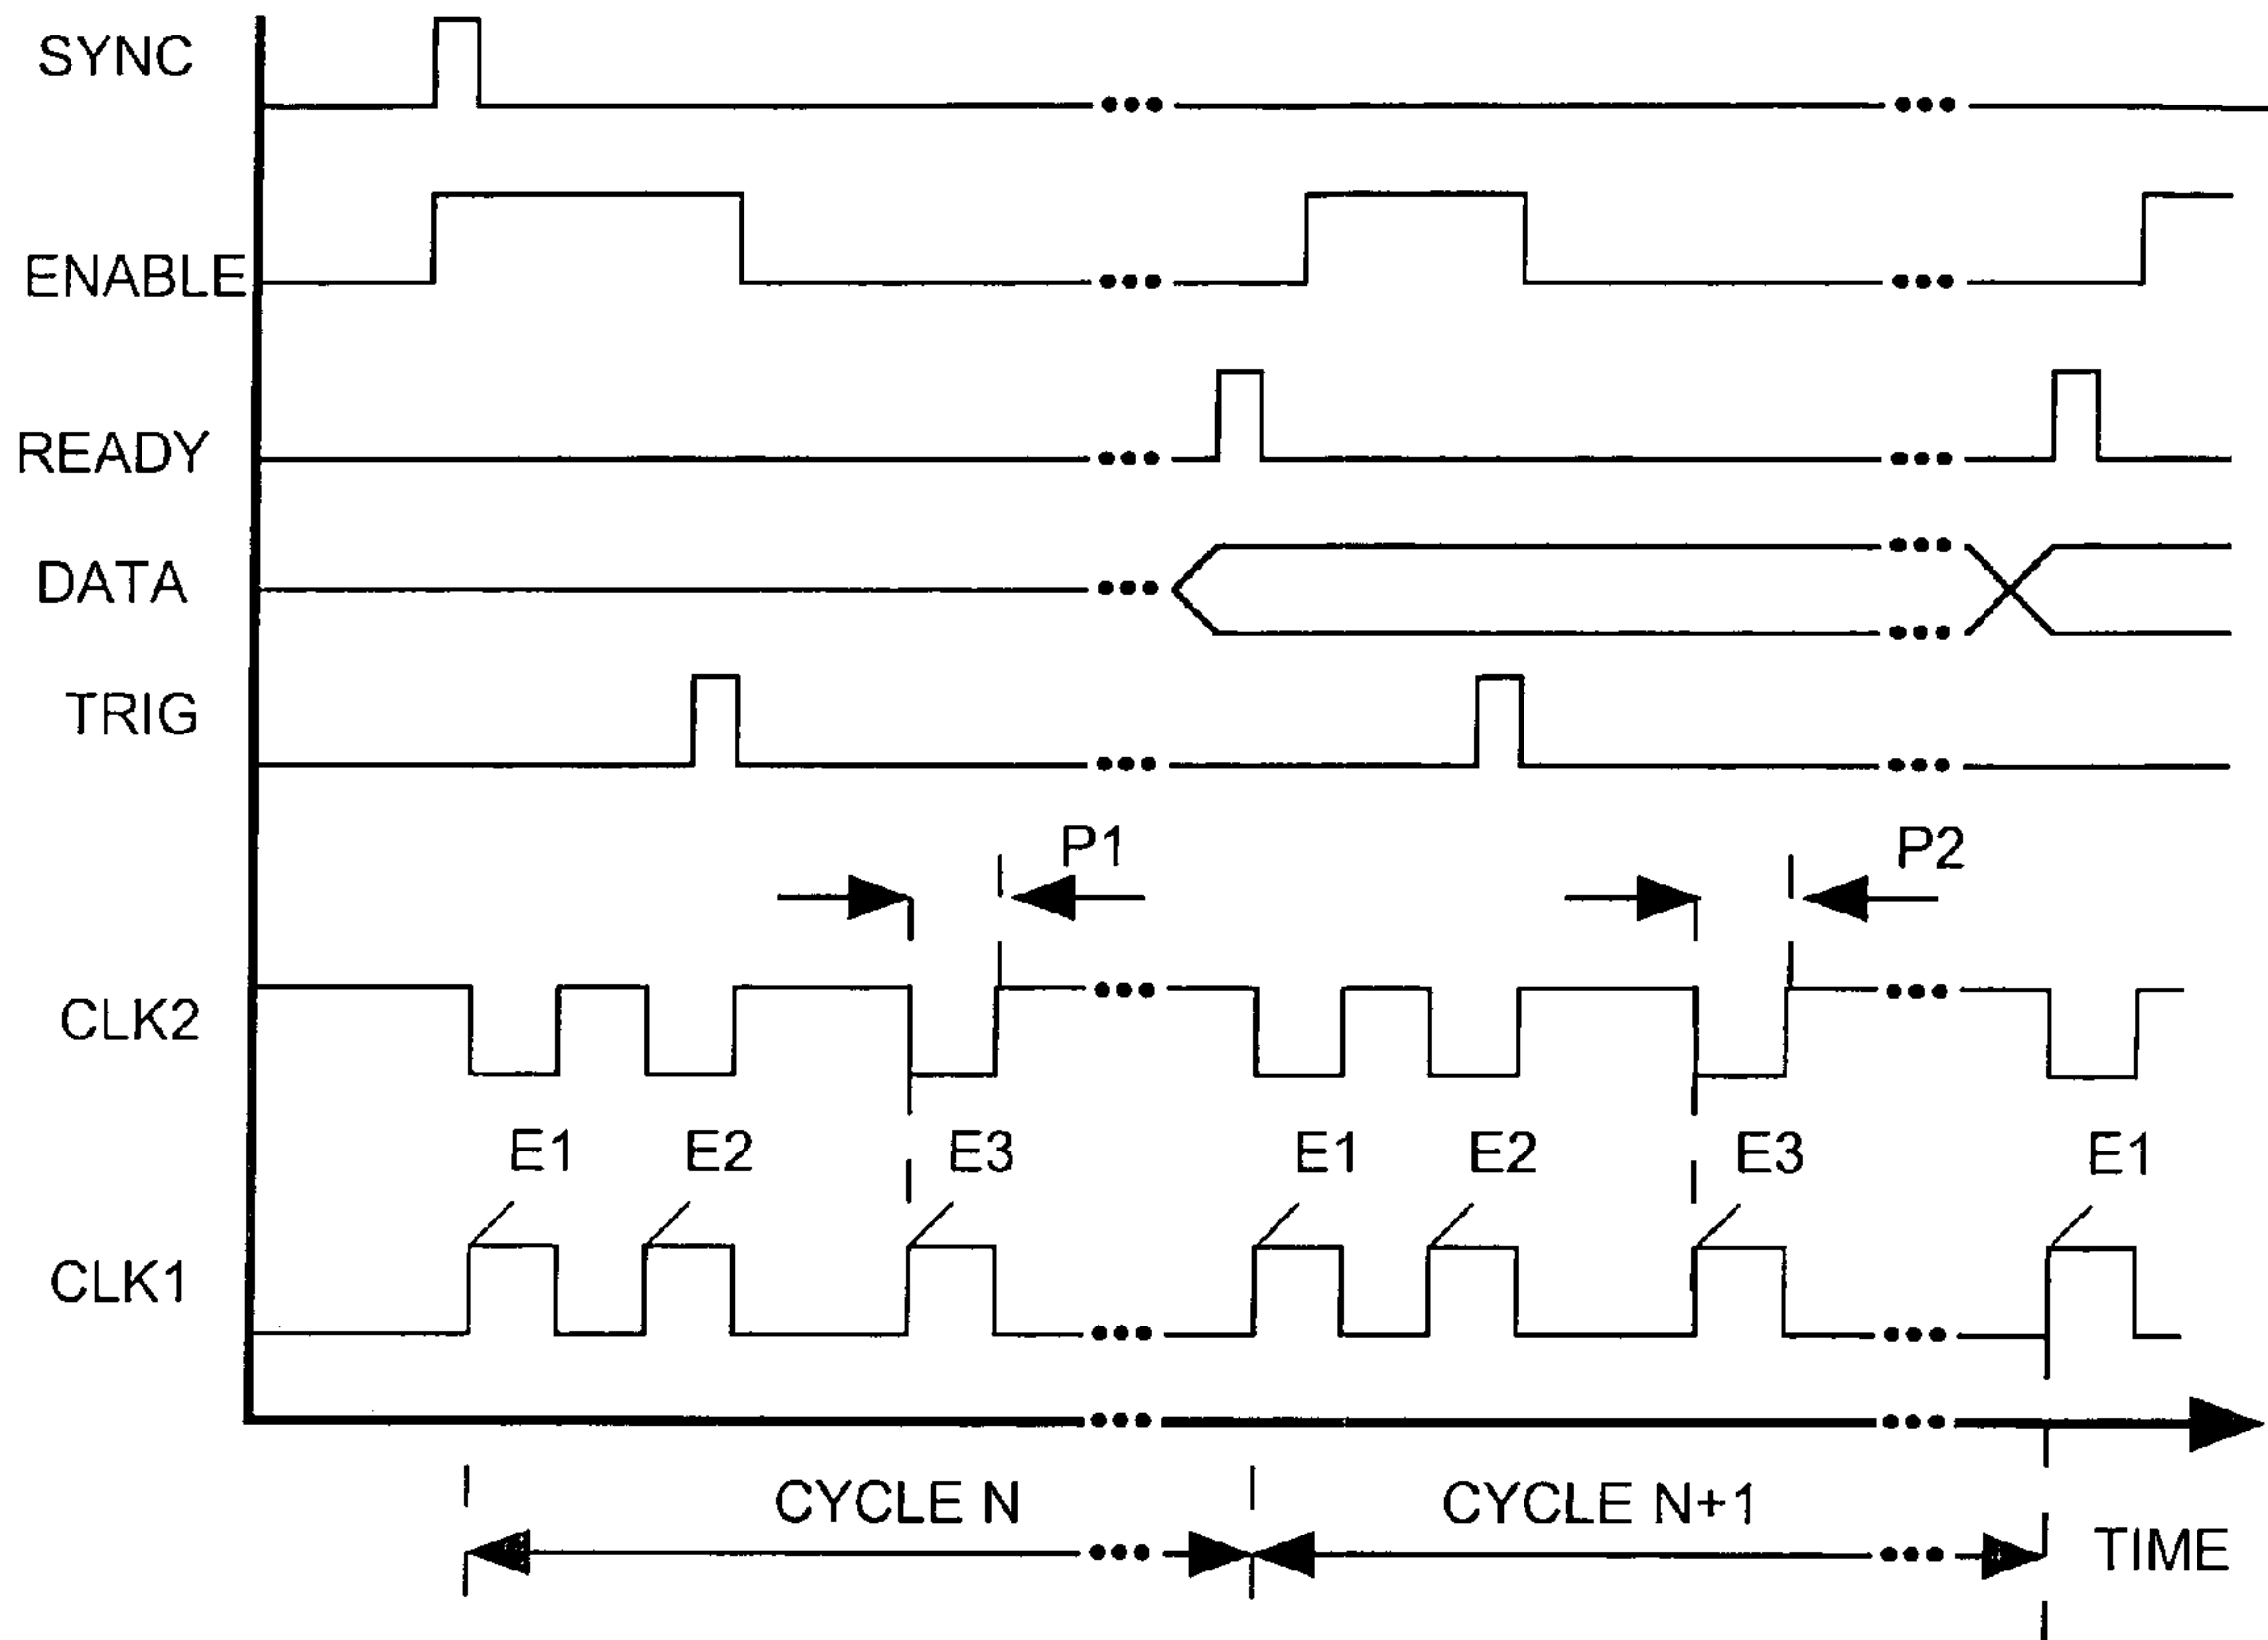 SYNC
ENABLE
READY
DATA
TRIG
P1 P2
CLK2
E1 E2 E3 E1 E2 E3 E1
CLK1
CYCLE N CYCLE N+1
TIME